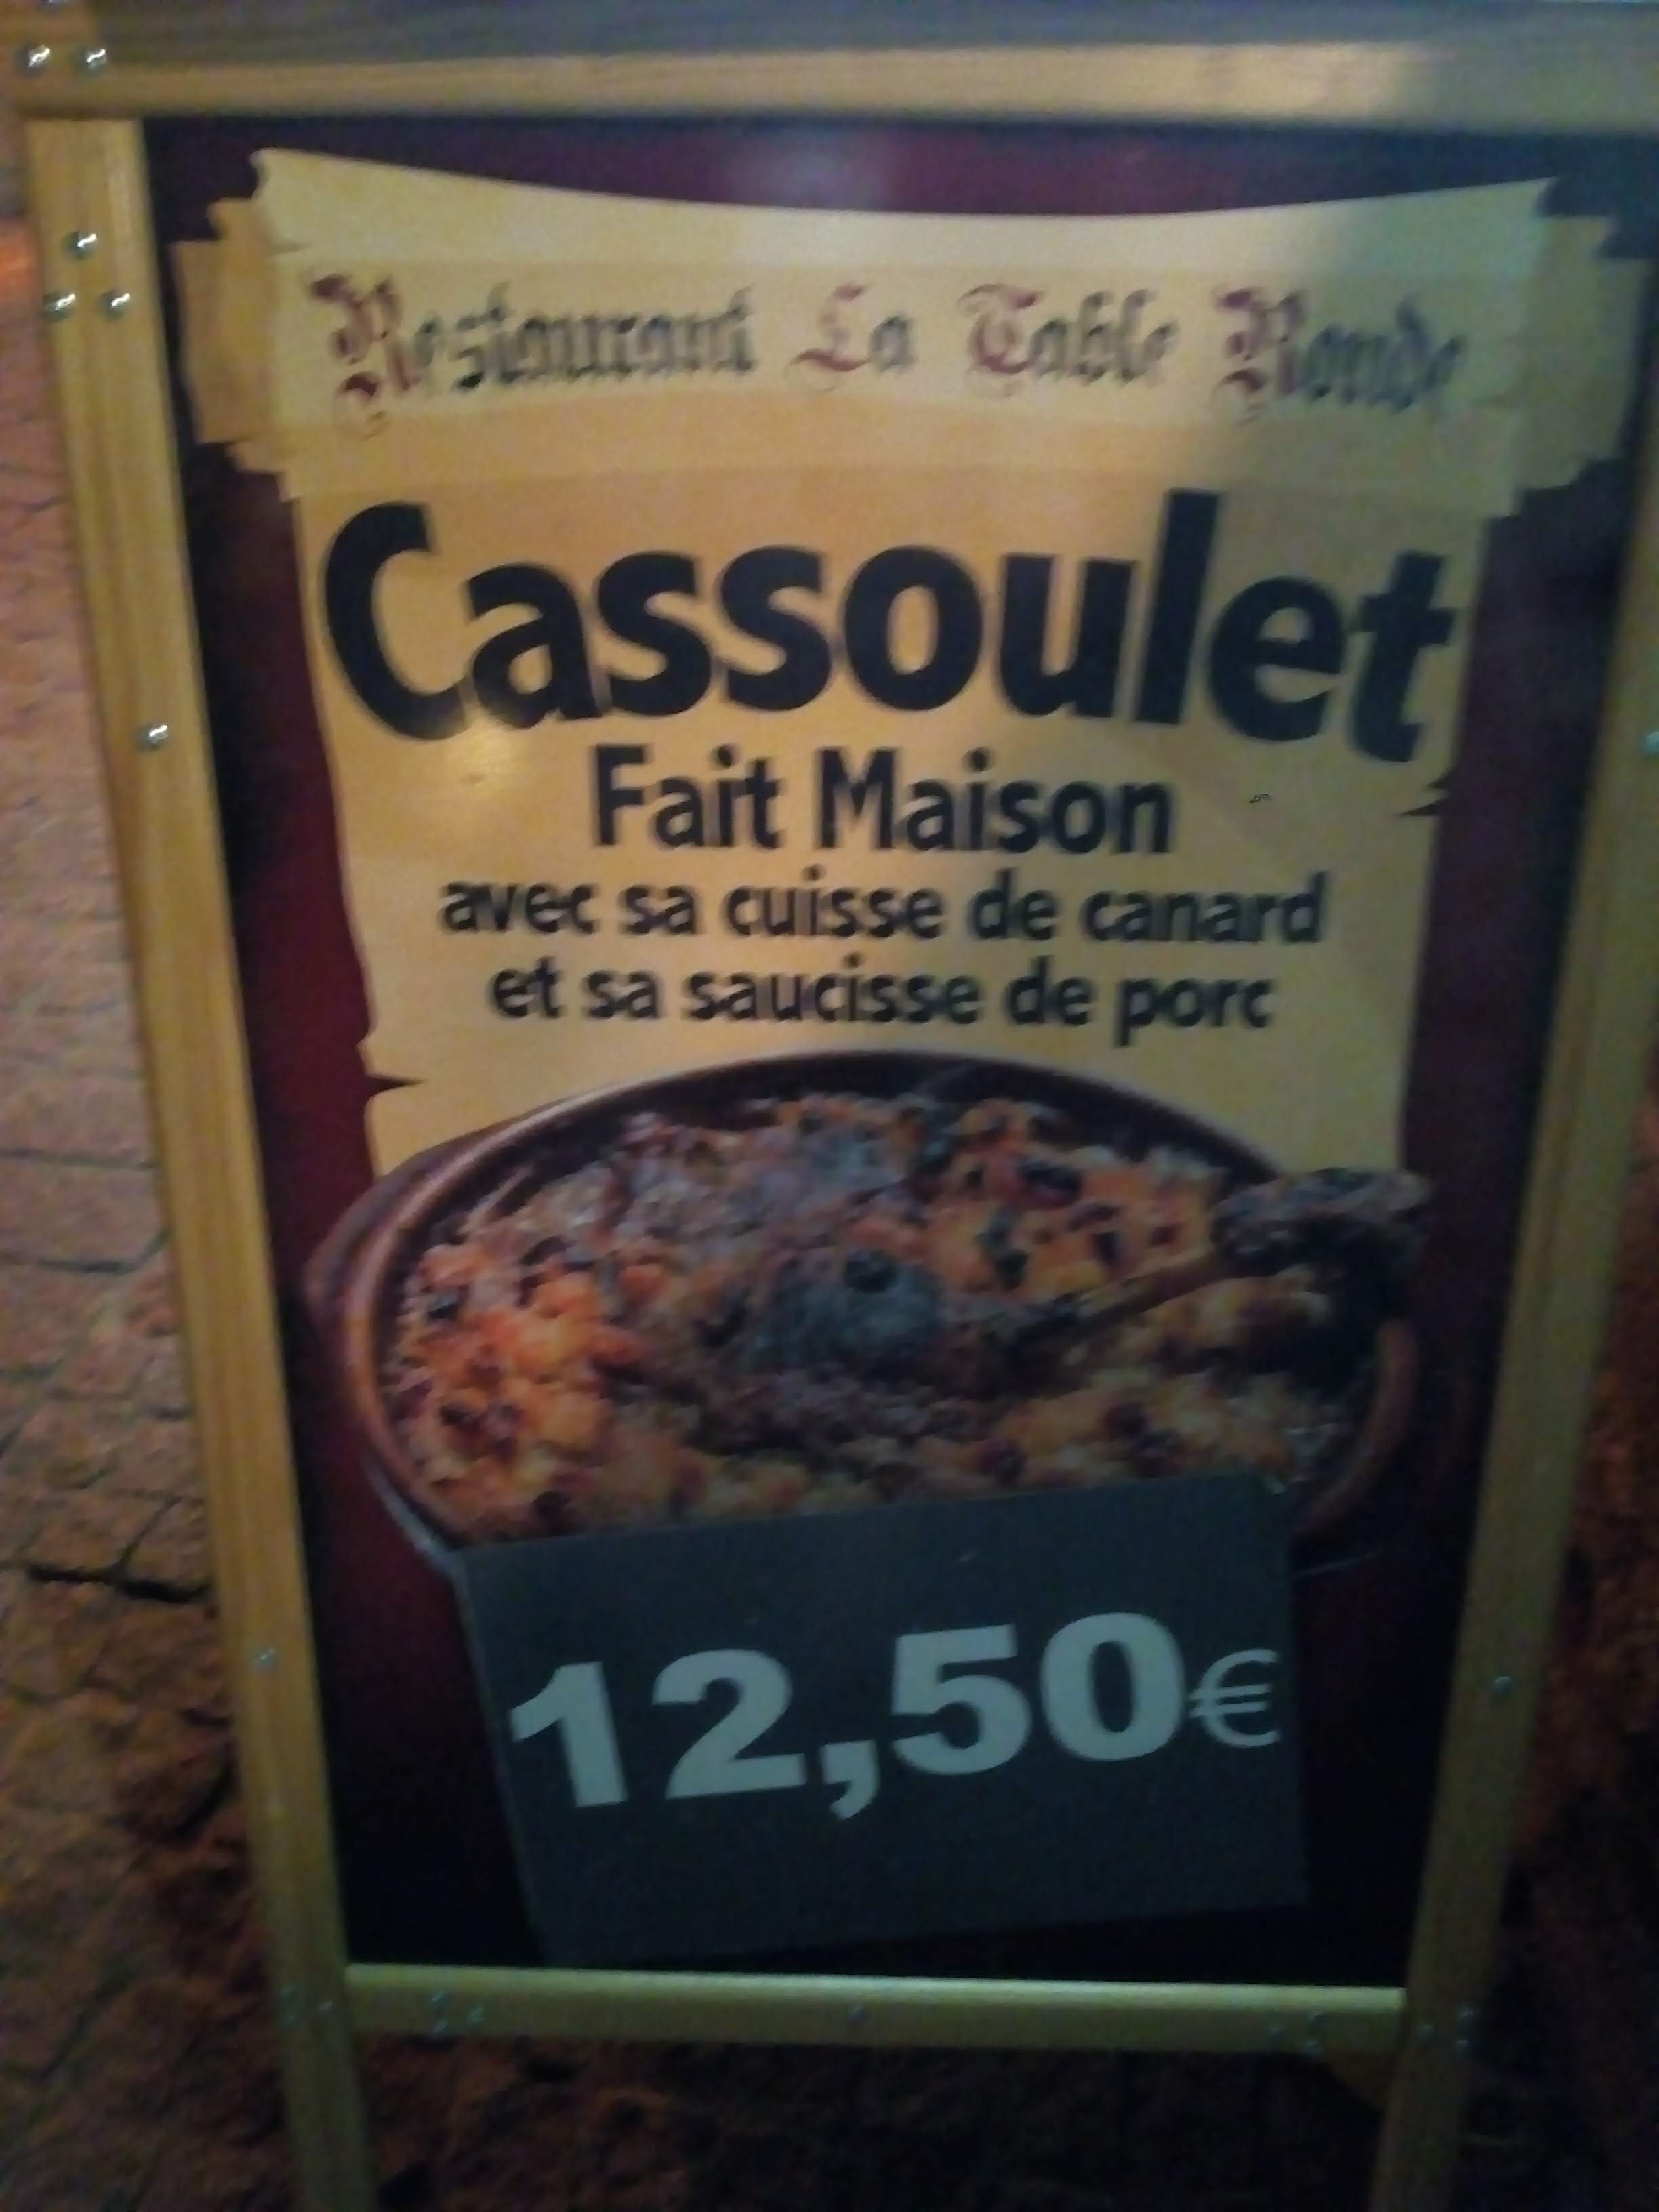 Restaurant La Table Ronde
Cassoulet
Fait Maison
avec sa cuisse de canard
et sa saucisse de porc
12,50€